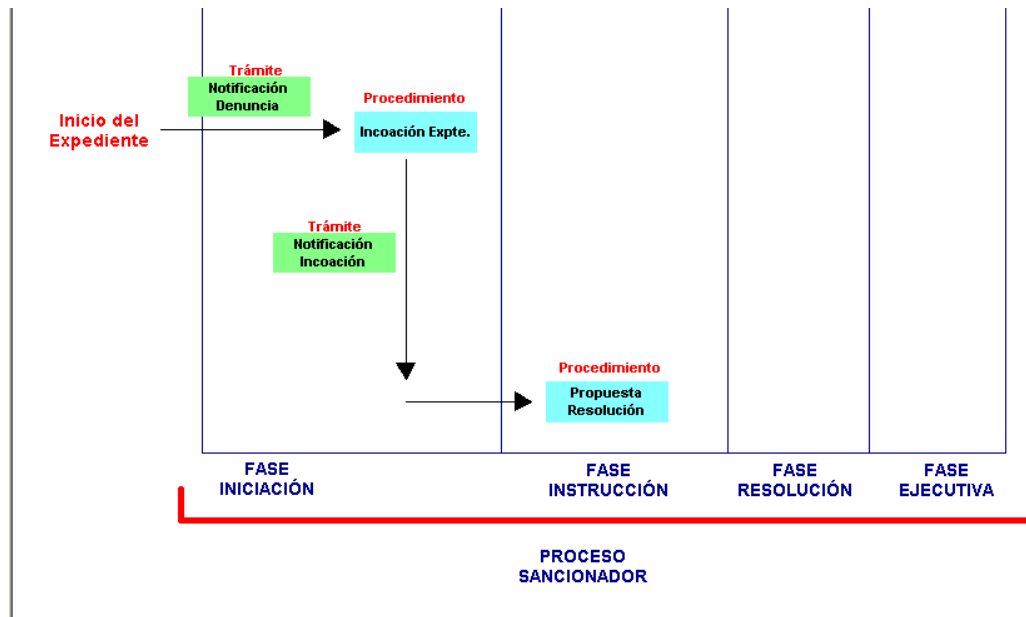 Trámite
Notificación
Denuncia
Inicio del
Expediente
Procedimiento
Incoación Expte.
Trámite
Notificación
Incoación
Procedimiento
Propuesta
Resolución
FASE
INICIACIÓN
FASE
INSTRUCCIÓN
FASE
RESOLUCIÓN
FASE
EJECUTIVA
PROCESO
SANCIONADOR